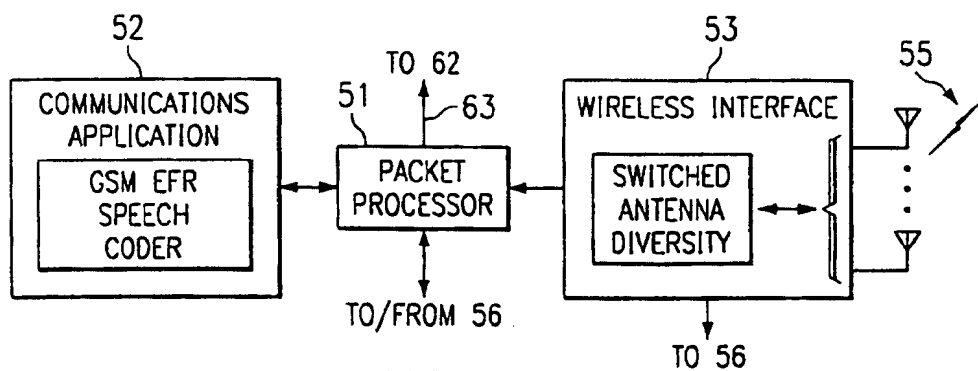 52
COMMUNICATIONS
APPLICATION
GSM EFR
SPEECH
CODER
TO 62
51
63
PACKET
PROCESSOR
TO/FROM 56
53
WIRELESS INTERFACE
SWITCHED
ANTENNA
DIVERSITY
TO 56
55